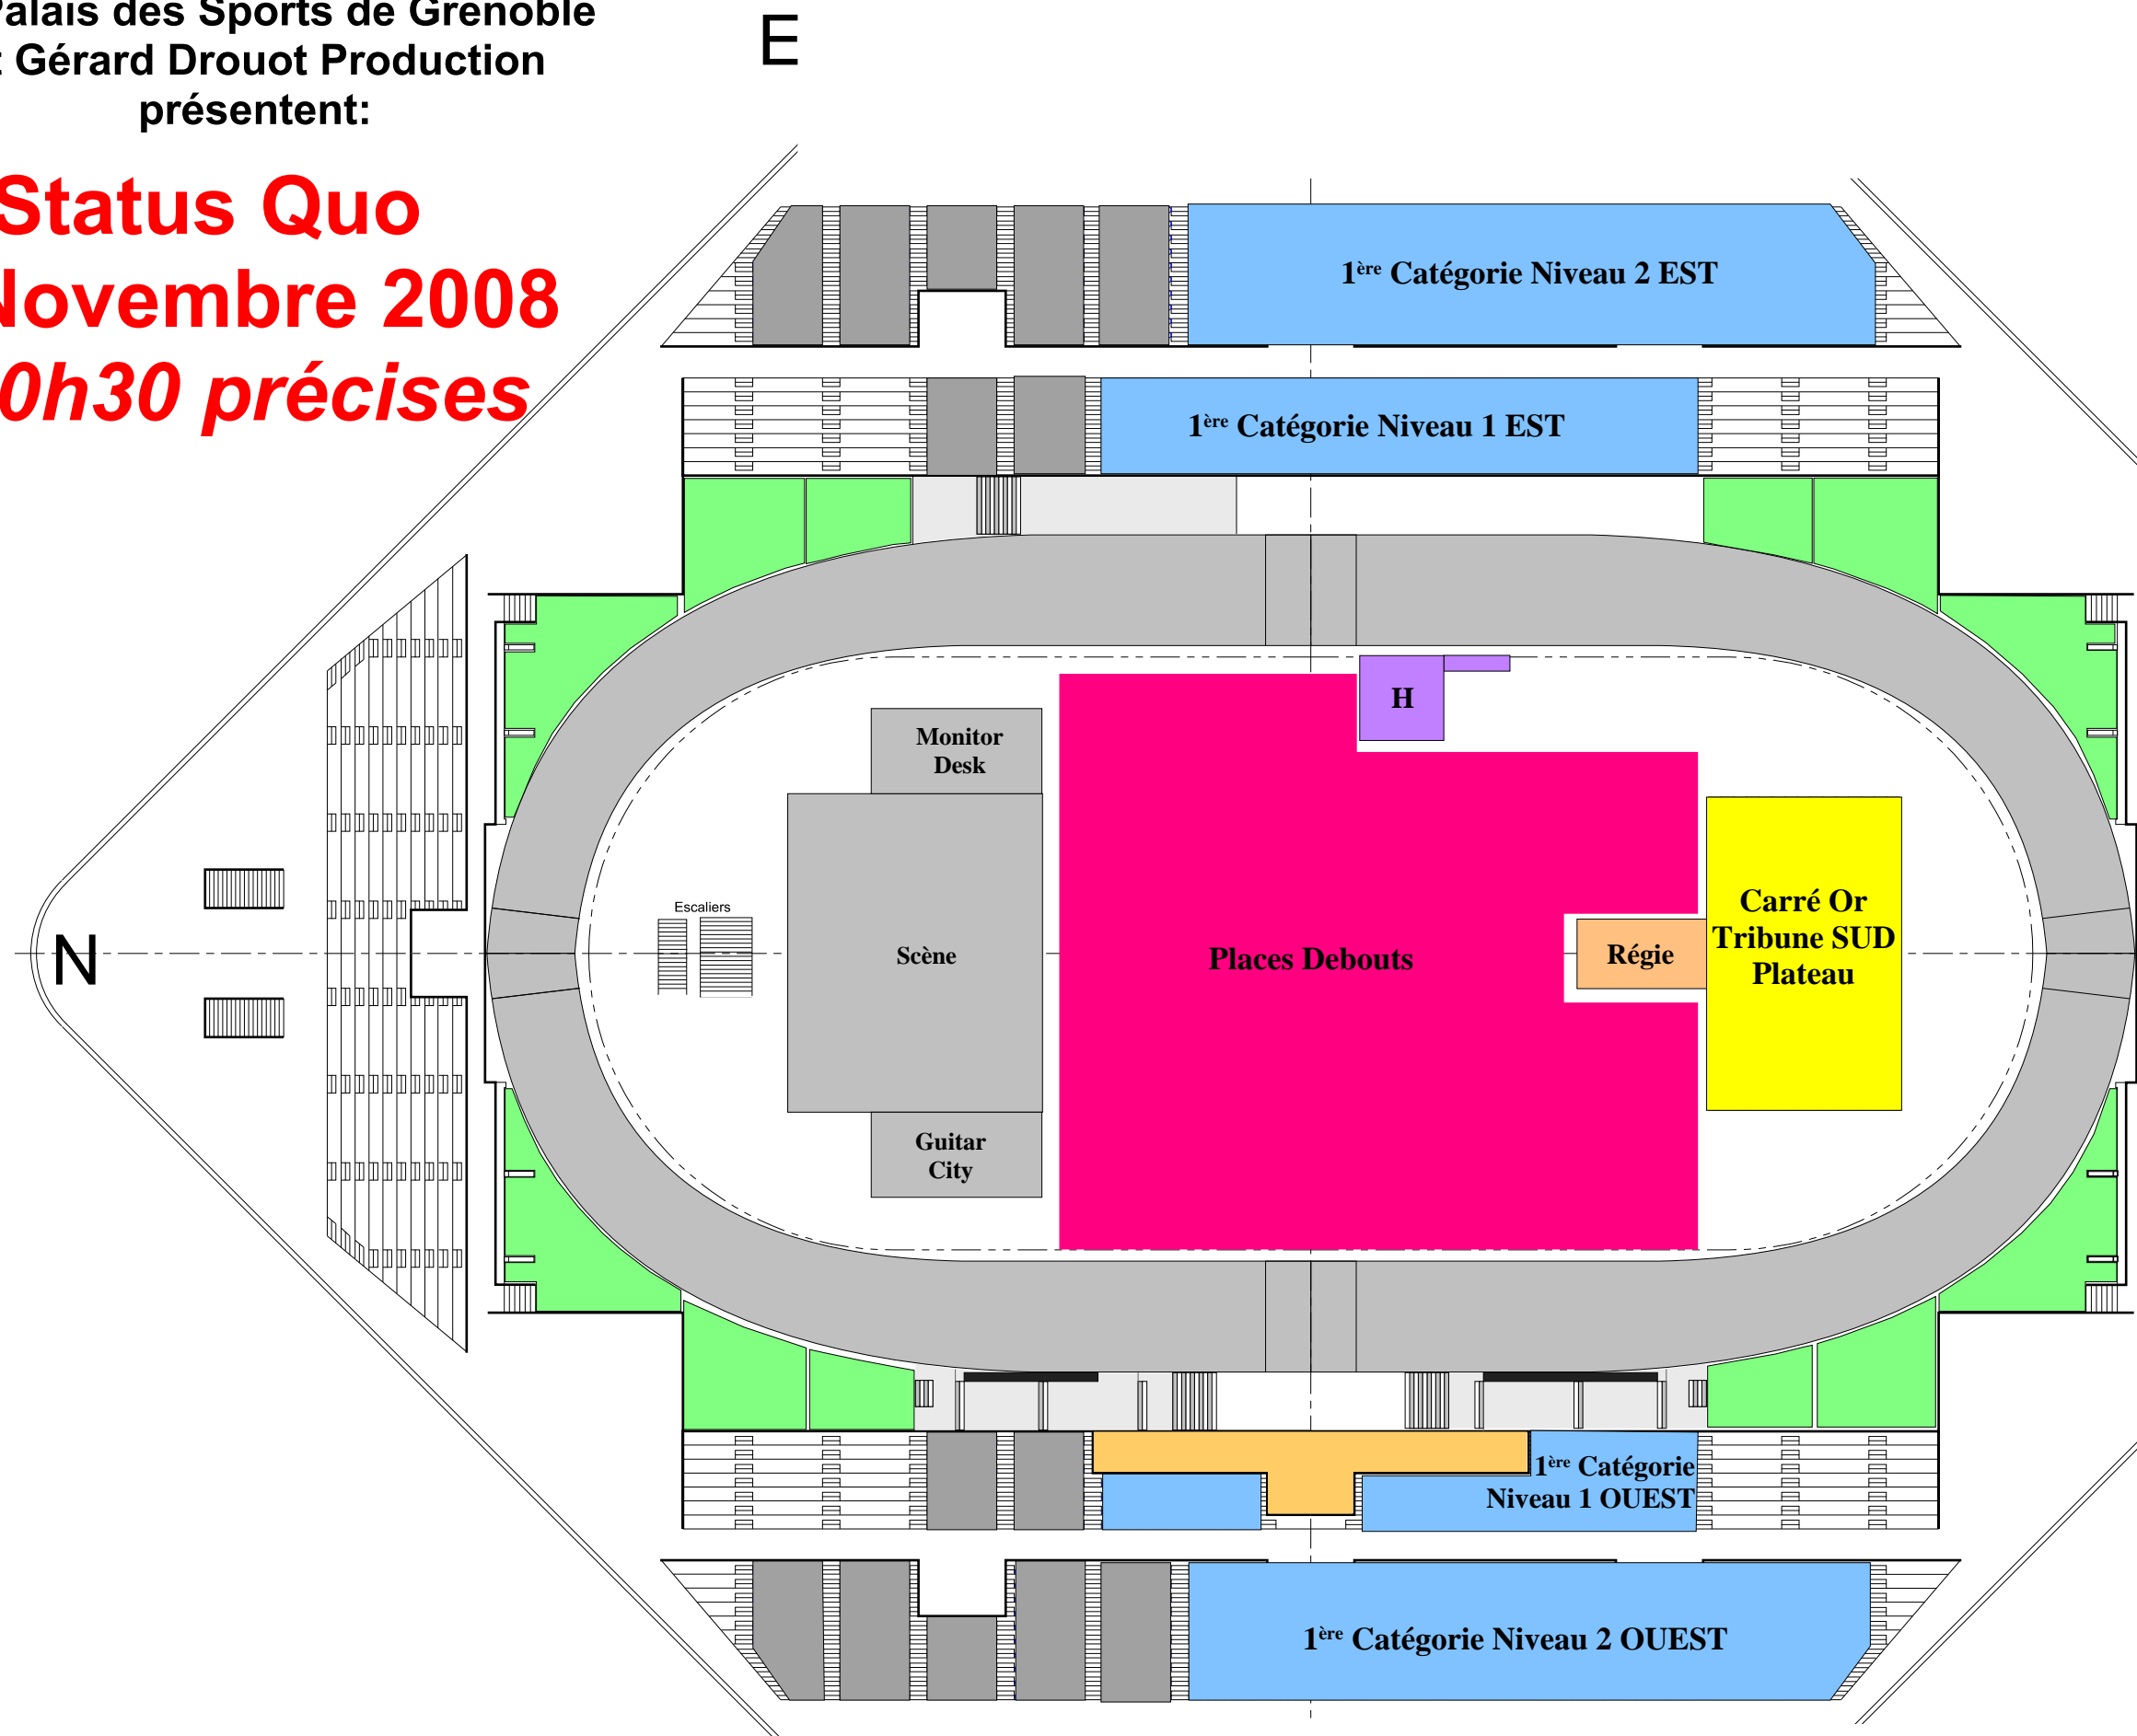 Palais des Sports de Grenoble
Gérard Drouot Production
présentent:
Status Quo
Novembre 2008
0h30 précises
E
1ère Catégorie Niveau 2 EST
1ère Catégorie Niveau 1 EST
H
Monitor
Desk
Escaliers
N
Scène
Places Debouts
Régie
Carré Or
Tribune SUD
Plateau
Guitar
City
1ère Catégorie
Niveau 1 OUEST
1ère Catégorie Niveau 2 OUEST